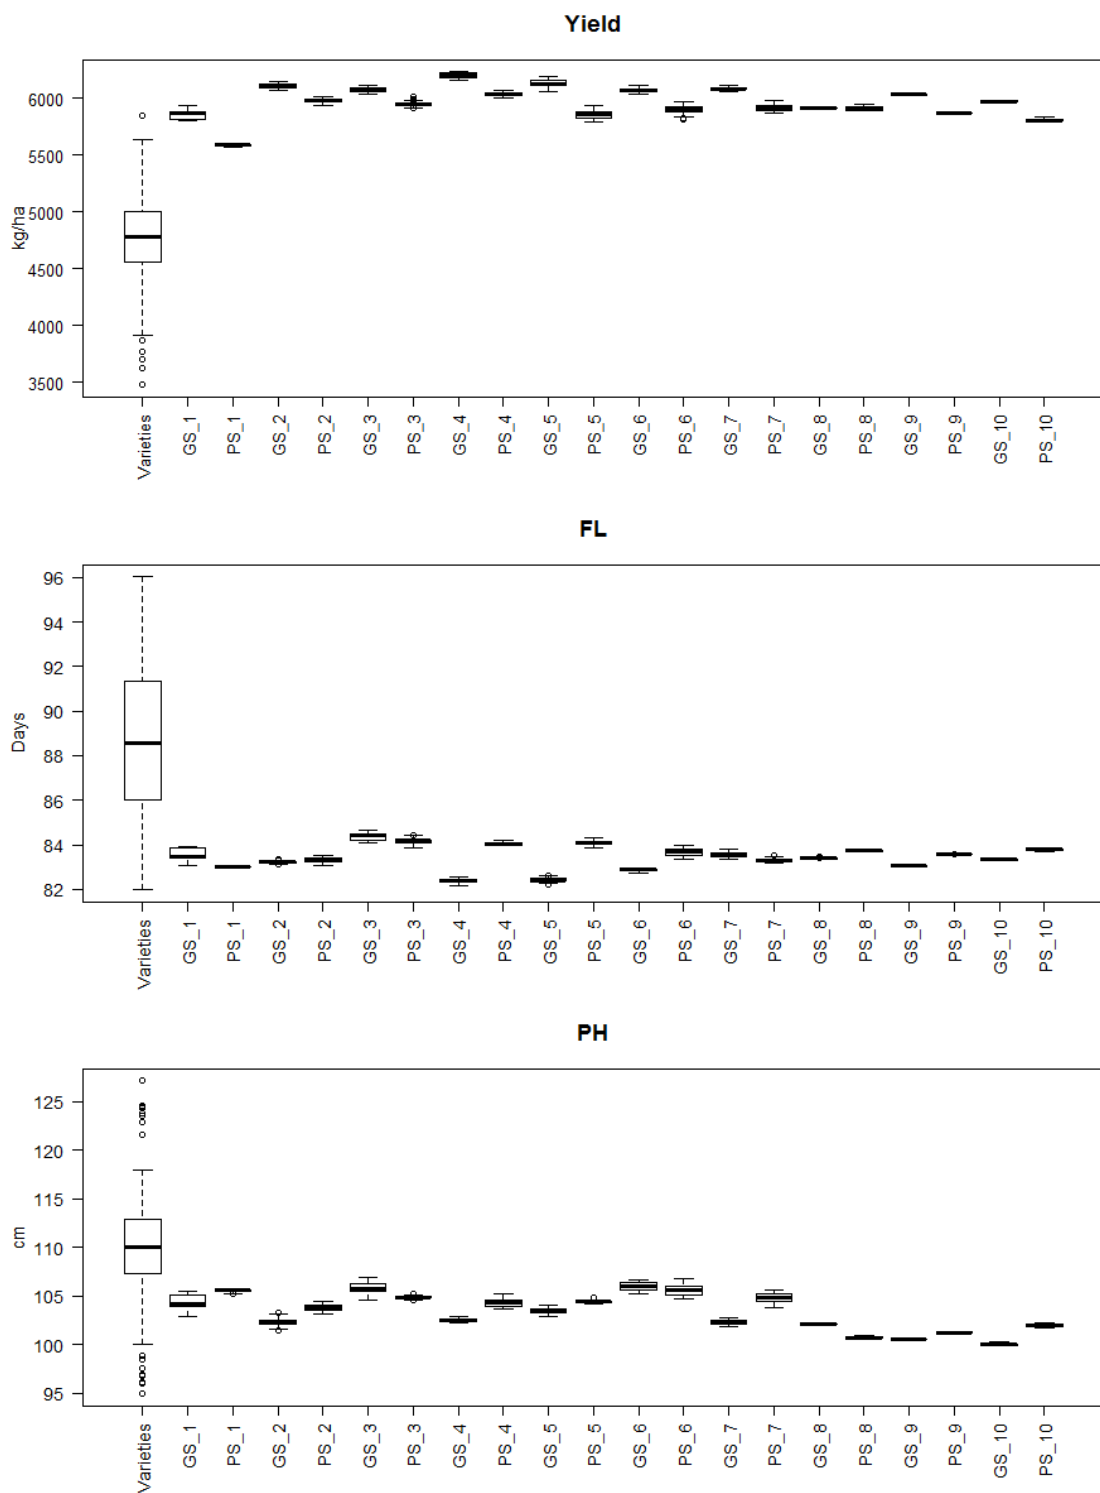 Yield
6000
5500
5000
4500
4000
3500
kg/ha
Varieties
GS_1
PS_1
GS_2
PS_2
GS_3
PS_3
GS_4
PS_4
GS_5
PS_5
GS_6
PS_6
GS_7
PS_7
GS_8
PS_8
GS_9
PS_9
GS_10
PS_10
FL
96
94
92
90
88
86
84
82
Days
Varieties
GS_1
PS_1
GS_2
PS_2
GS_3
PS_3
GS_4
PS_4
GS_5
PS_5
GS_6
PS_6
GS_7
PS_7
GS_8
PS_8
GS_9
PS_9
GS_10
PS_10
PH
125
120
115
110
105
100
95
cm
Varieties
GS_1
PS_1
GS_2
PS_2
GS_3
PS_3
GS_4
PS_4
GS_5
PS_5
GS_6
PS_6
GS_7
PS_7
GS_8
PS_8
GS_9
PS_9
GS_10
PS_10